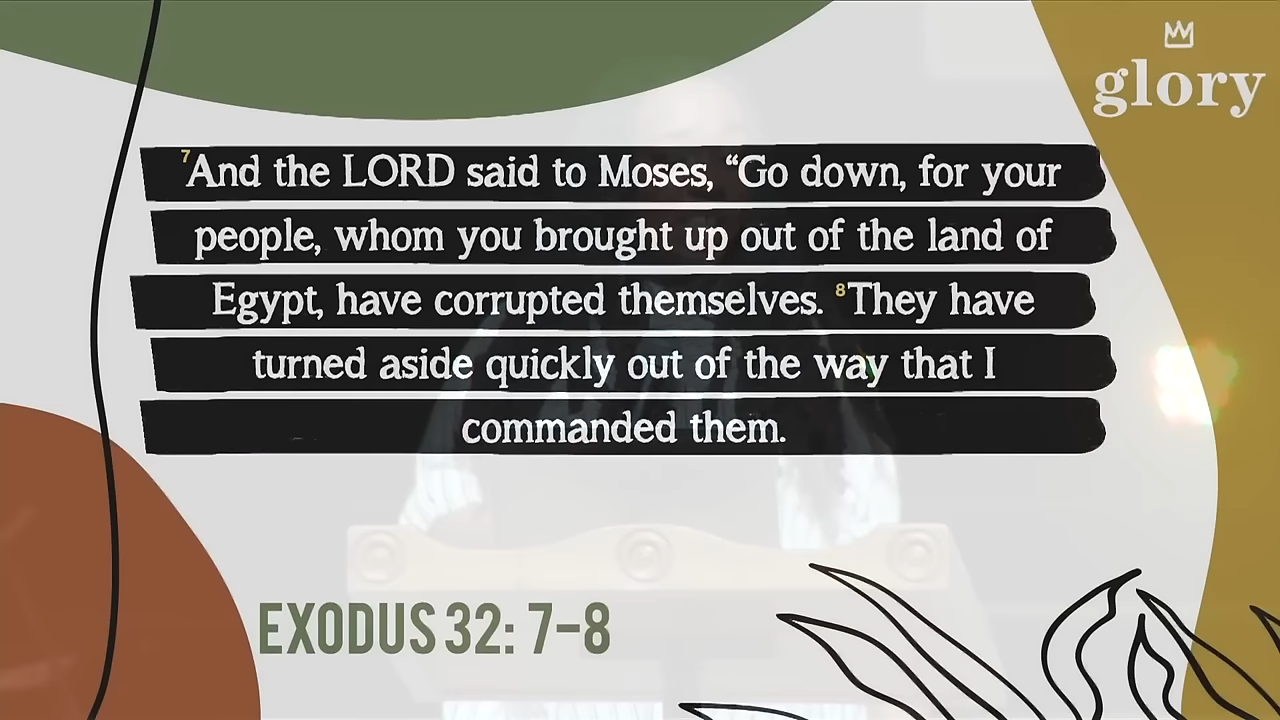 glory
⁷And the LORD said to Moses, “Go down, for your
people, whom you brought up out of the land of
Egypt, have corrupted themselves. ⁸They have
turned aside quickly out of the way that I
commanded them.
EXODUS 32: 7–8